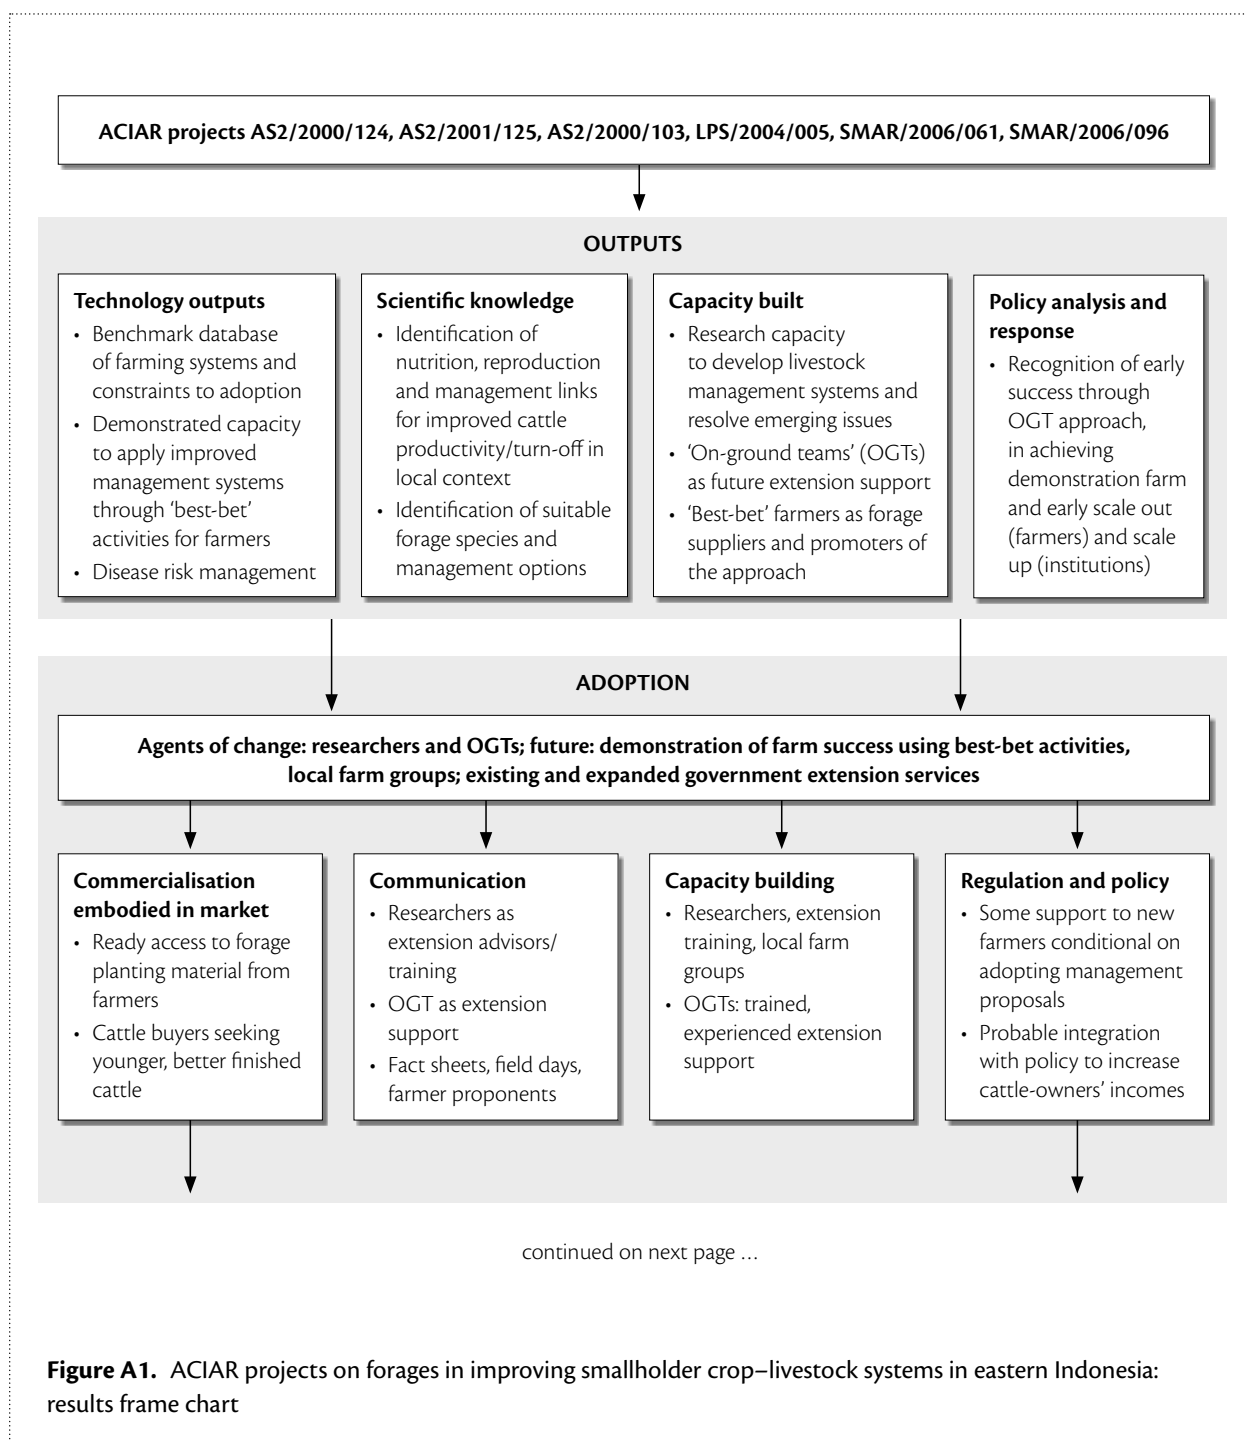 ACIAR projects AS2/2000/124, AS2/2001/125, AS2/2000/103, LPS/2004/005, SMAR/2006/061, SMAR/2006/096
OUTPUTS
Technology outputs
• Benchmark database
of farming systems and
constraints to adoption
• Demonstrated capacity
to apply improved
management systems
through ‘best-bet’
activities for farmers
• Disease risk management
Scientific knowledge
• Identification of
nutrition, reproduction
and management links
for improved cattle
productivity/turn-off in
local context
• Identification of suitable
forage species and
management options
Capacity built
• Research capacity
to develop livestock
management systems and
resolve emerging issues
• ‘On-ground teams’ (OGTs)
as future extension support
• ‘Best-bet’ farmers as forage
suppliers and promoters of
the approach
Policy analysis and
response
• Recognition of early
success through
OGT approach,
in achieving
demonstration farm
and early scale out
(farmers) and scale
up (institutions)
ADOPTION
Agents of change: researchers and OGTs; future: demonstration of farm success using best-bet activities,
local farm groups; existing and expanded government extension services
Commercialisation
embodied in market
• Ready access to forage
planting material from
farmers
• Cattle buyers seeking
younger, better finished
cattle
Communication
• Researchers as
extension advisors/
training
• OGT as extension
support
• Fact sheets, field days,
farmer proponents
Capacity building
• Researchers, extension
training, local farm
groups
• OGTs: trained,
experienced extension
support
Regulation and policy
• Some support to new
farmers conditional on
adopting management
proposals
• Probable integration
with policy to increase
cattle-owners’ incomes
continued on next page …
Figure A1. ACIAR projects on forages in improving smallholder crop–livestock systems in eastern Indonesia:
results frame chart